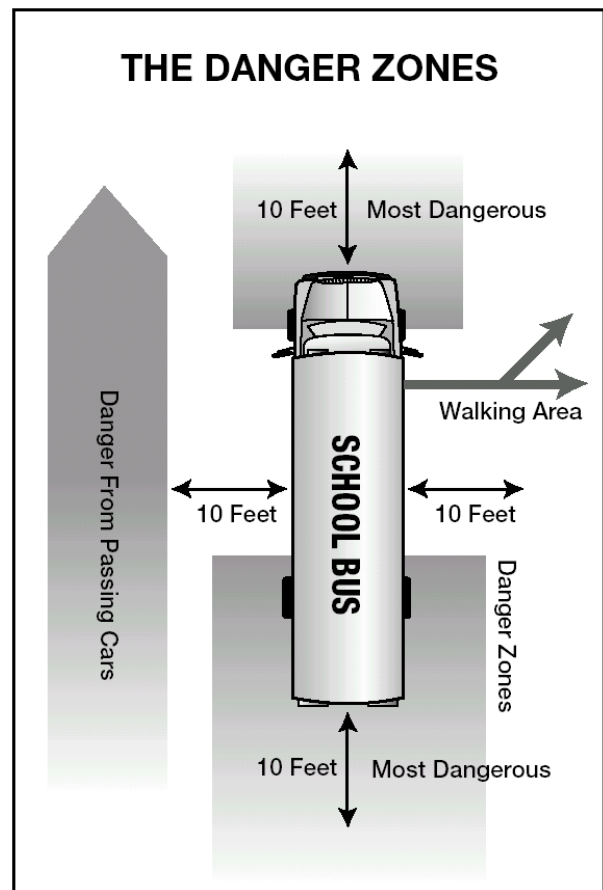 THE DANGER ZONES
10 Feet
Most Dangerous
Walking Area
Danger From Passing Cars
SCHOOL BUS
10 Feet
10 Feet
Danger Zones
10 Feet
Most Dangerous